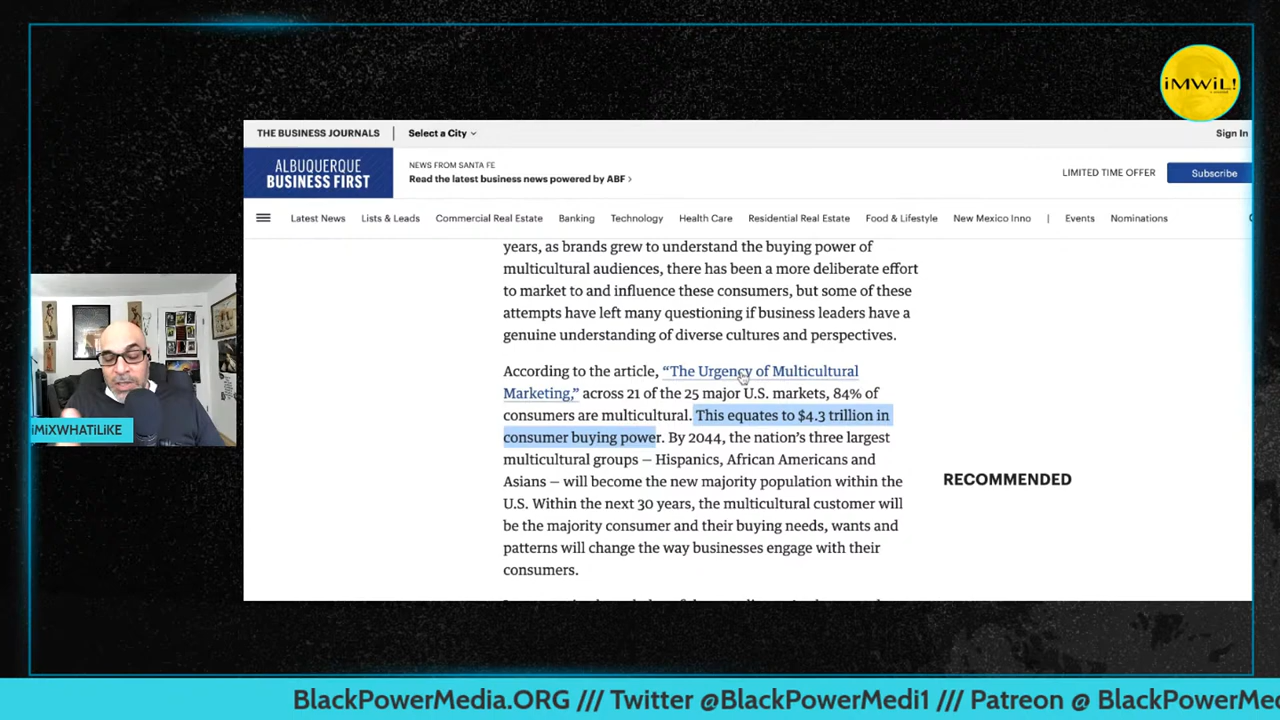 iMWiL!
THE BUSINESS JOURNALS
Select a City
Sign In
ALBUQUERQUE
BUSINESS FIRST
NEWS FROM SANTA FE
Read the latest business news powered by ABF >
LIMITED TIME OFFER
Subscribe
Latest News
Lists & Leads
Commercial Real Estate
Banking
Technology
Health Care
Residential Real Estate
Food & Lifestyle
New Mexico Inno
|
Events
Nominations
years, as brands grew to understand the buying power of
multicultural audiences, there has been a more deliberate effort
to market to and influence these consumers, but some of these
attempts have left many questioning if business leaders have a
genuine understanding of diverse cultures and perspectives.
According to the article, “The Urgency of Multicultural
Marketing,” across 21 of the 25 major U.S. markets, 84% of
consumers are multicultural. This equates to $4.3 trillion in
consumer buying power. By 2044, the nation’s three largest
multicultural groups — Hispanics, African Americans and
Asians — will become the new majority population within the
U.S. Within the next 30 years, the multicultural customer will
be the majority consumer and their buying needs, wants and
patterns will change the way businesses engage with their
consumers.
RECOMMENDED
iMiXWHATiLiKE
BlackPowerMedia.ORG /// Twitter @BlackPowerMedi1 /// Patreon @ BlackPowerMe